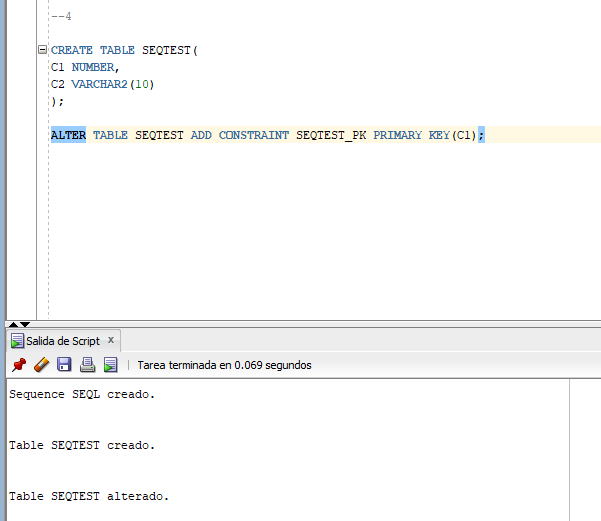 --4
CREATE TABLE SEQTEST(
C1 NUMBER,
C2 VARCHAR2(10)
);
ALTER TABLE SEQTEST ADD CONSTRAINT SEQTEST_PK PRIMARY KEY(C1);
Salida de Script x
Tarea terminada en 0.069 segundos
Sequence SEQL creado.
Table SEQTEST creado.
Table SEQTEST alterado.